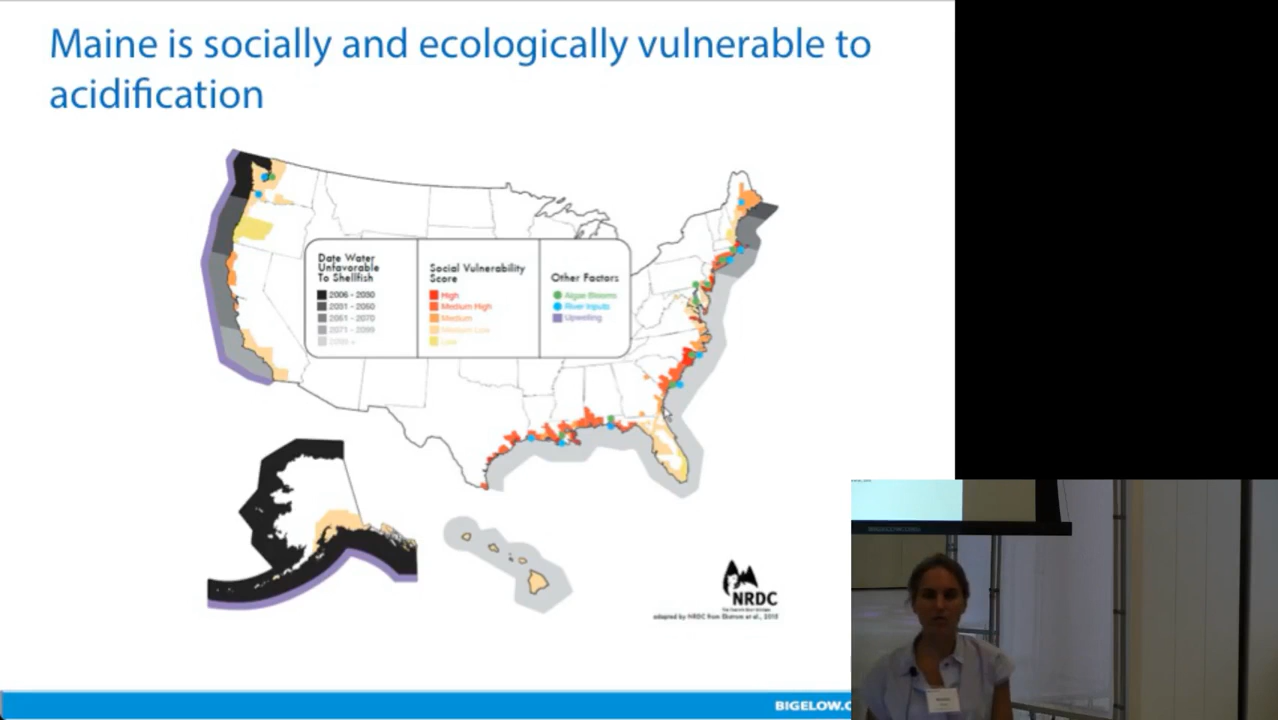 Maine is socially and ecologically vulnerable to
acidification
Date Water
Unfavorable
To Shellfish
2006 - 2030
2031 - 2050
2051 - 2070
2071 - 2099
2099 +
Social Vulnerability
Score
High
Medium High
Medium
Medium Low
Low
Other Factors
Algae Blooms
River Inputs
Upwelling
NRDC
adapted by NRDC from Ekstrom et al., 2015
BIGELOW.